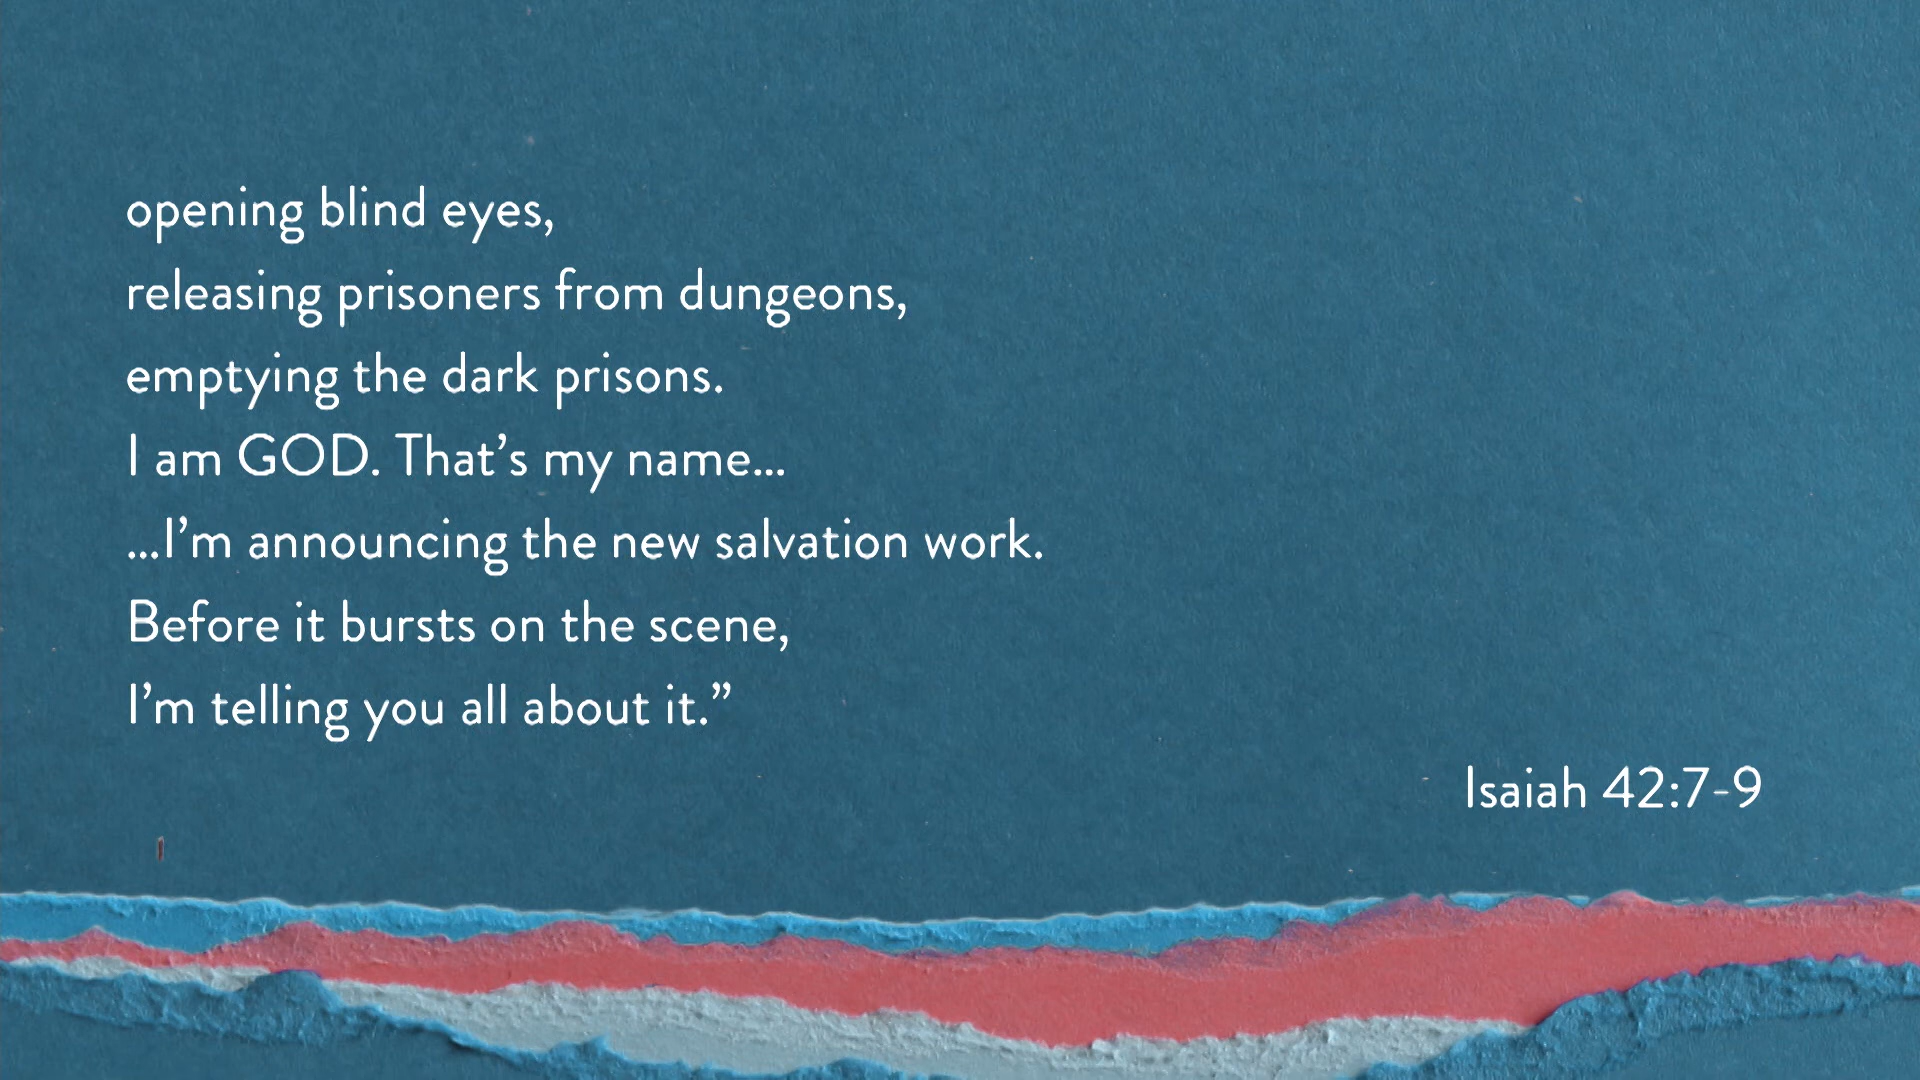 opening blind eyes,
releasing prisoners from dungeons,
emptying the dark prisons.
I am GOD. That’s my name...
...I’m announcing the new salvation work.
Before it bursts on the scene,
I’m telling you all about it.”
Isaiah 42:7-9